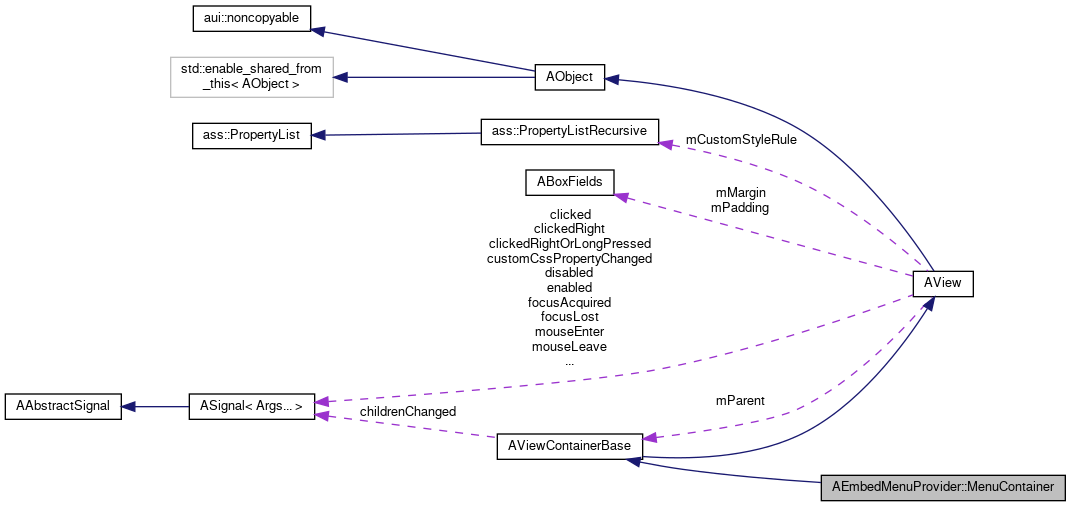 aui::noncopyable
std::enable_shared_from
_this< AObject >
AObject
ass::PropertyList
ass::PropertyListRecursive
mCustomStyleRule
ABoxFields
mMargin
mPadding
clicked
clickedRight
clickedRightOrLongPressed
customCssPropertyChanged
disabled
enabled
focusAcquired
focusLost
mouseEnter
mouseLeave
...
AView
AAbstractSignal
ASignal< Args... >
childrenChanged
mParent
AViewContainerBase
AEmbedMenuProvider::MenuContainer